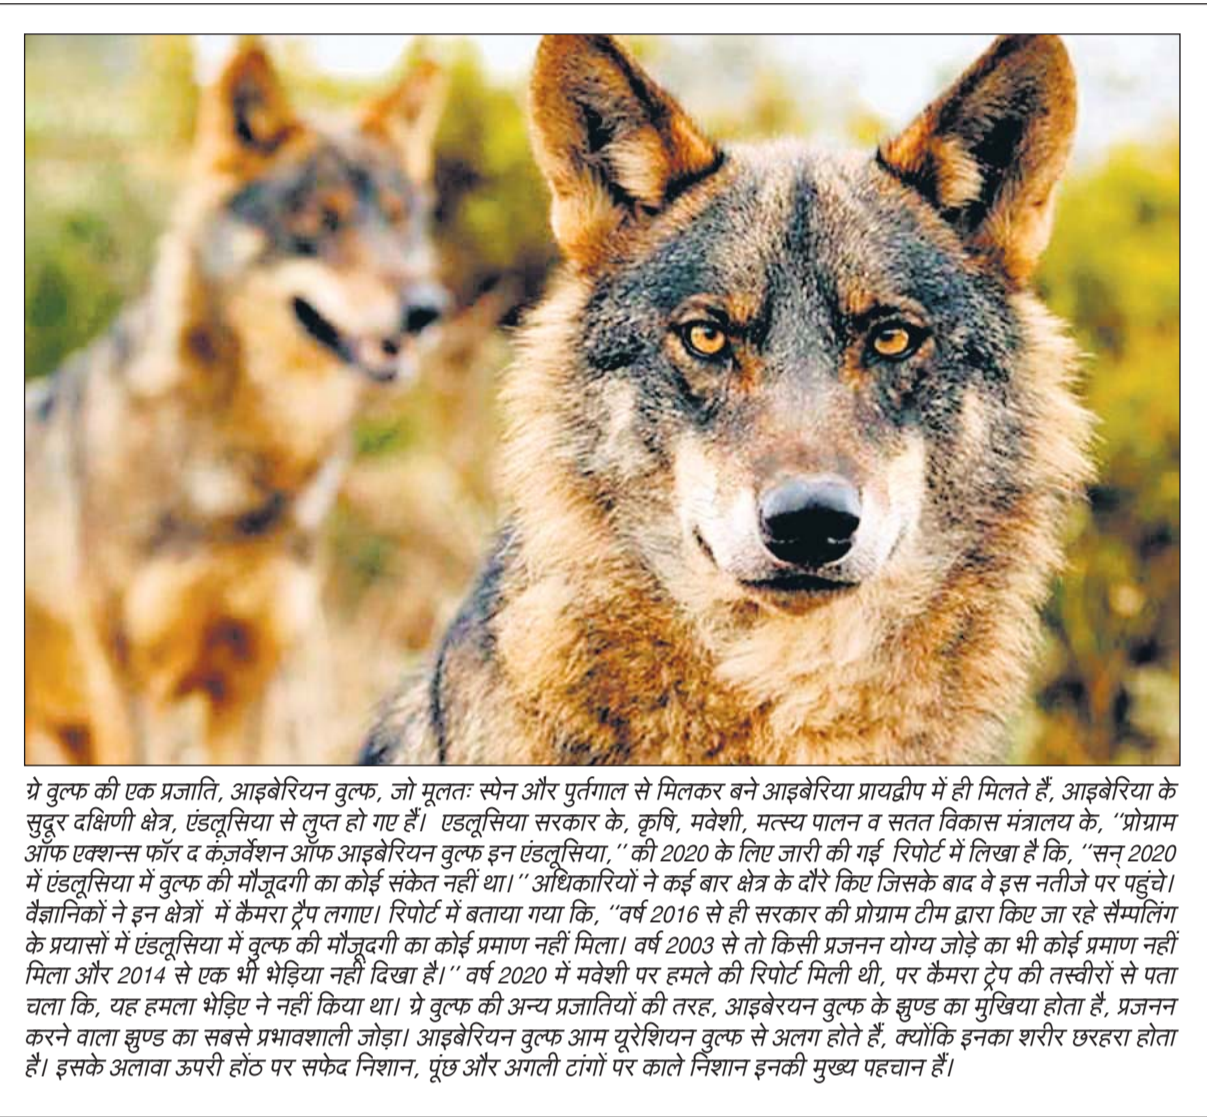 ग्रे वुल्फ की एक प्रजाति, आइबेरियन वुल्फ, जो मूलतः स्पेन और पुर्तगाल से मिलकर बने आइबेरिया प्रायद्वीप में ही मिलते हैं, आइबेरिया के
सुदूर दक्षिणी क्षेत्र, एंडलूसिया से लुप्त हो गए हैं। एडलूसिया सरकार के, कृषि, मवेशी, मत्स्य पालन व सतत विकास मंत्रालय के, ‘‘प्रोग्राम
ऑफ एक्शन्स फॉर द कंज़र्वेशन ऑफ आइबेरियन वुल्फ इन एंडलूसिया,’’ की 2020 के लिए जारी की गई रिपोर्ट में लिखा है कि, ‘‘सन् 2020
में एंडलूसिया में वुल्फ की मौजूदगी का कोई संकेत नहीं था।’’ अधिकारियों ने कई बार क्षेत्र के दौरे किए जिसके बाद वे इस नतीजे पर पहुंचे।
वैज्ञानिकों ने इन क्षेत्रों में कैमरा ट्रैप लगाए। रिपोर्ट में बताया गया कि, ‘‘वर्ष 2016 से ही सरकार की प्रोग्राम टीम द्वारा किए जा रहे सैम्पलिंग
के प्रयासों में एंडलूसिया में वुल्फ की मौजूदगी का कोई प्रमाण नहीं मिला। वर्ष 2003 से तो किसी प्रजनन योग्य जोड़े का भी कोई प्रमाण नहीं
मिला और 2014 से एक भी भेड़िया नहीं दिखा है।’’ वर्ष 2020 में मवेशी पर हमले की रिपोर्ट मिली थी, पर कैमरा ट्रेप की तस्वीरों से पता
चला कि, यह हमला भेड़िए ने नहीं किया था। ग्रे वुल्फ की अन्य प्रजातियों की तरह, आइबेरयन वुल्फ के झुण्ड का मुखिया होता है, प्रजनन
करने वाला झुण्ड का सबसे प्रभावशाली जोड़ा। आइबेरियन वुल्फ आम यूरेशियन वुल्फ से अलग होते हैं, क्योंकि इनका शरीर छरहरा होता
है। इसके अलावा ऊपरी होंठ पर सफेद निशान, पूंछ और अगली टांगों पर काले निशान इनकी मुख्य पहचान हैं।